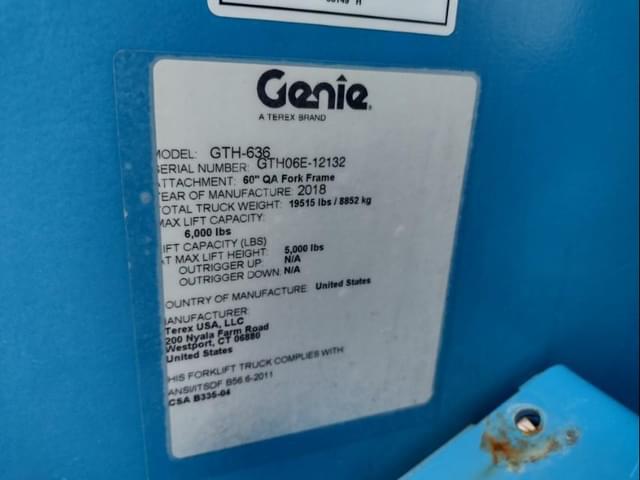 Genie
A TEREX BRAND
MODEL: GTH-636
SERIAL NUMBER: GTH06E-12132
ATTACHMENT: 60" QA Fork Frame
YEAR OF MANUFACTURE: 2018
TOTAL TRUCK WEIGHT: 19515 lbs / 8852 kg
MAX LIFT CAPACITY:
6,000 lbs
LIFT CAPACITY (LBS)
AT MAX LIFT HEIGHT: 5,000 lbs
OUTRIGGER UP: N/A
OUTRIGGER DOWN: N/A
COUNTRY OF MANUFACTURE: United States
MANUFACTURER:
Terex USA, LLC
200 Nyala Farm Road
Westport, CT 06880
United States
THIS FORKLIFT TRUCK COMPLIES WITH
ANSI/ITSDF B56.6-2011
CSA B335-04